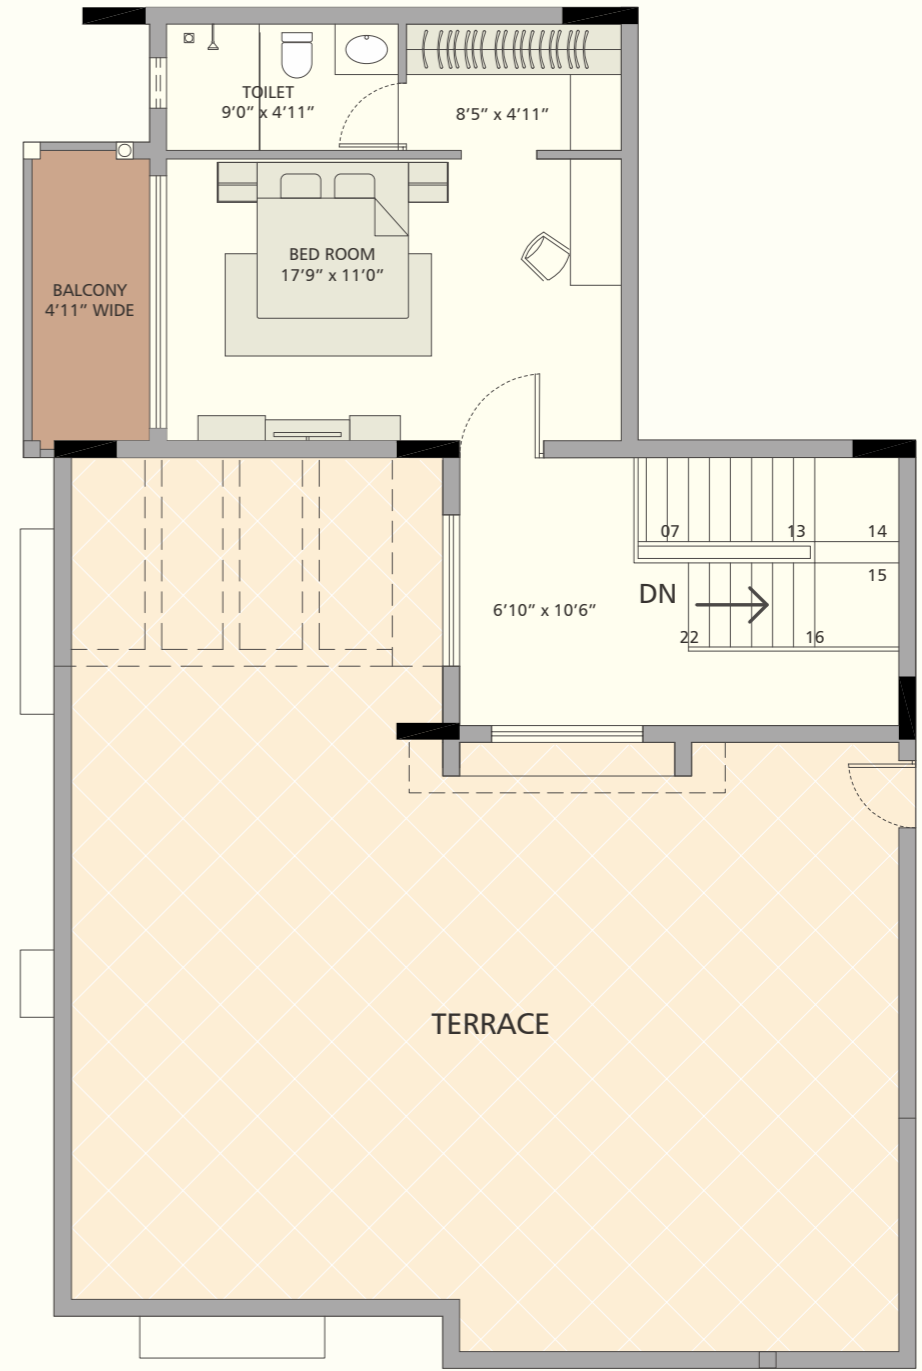 TOILET
9’0” x 4’11”
8’5” x 4’11”
BED ROOM
17’9” x 11’0”
BALCONY
4’11” WIDE
07
13
14
15
DN
6’10” x 10’6”
22
16
TERRACE